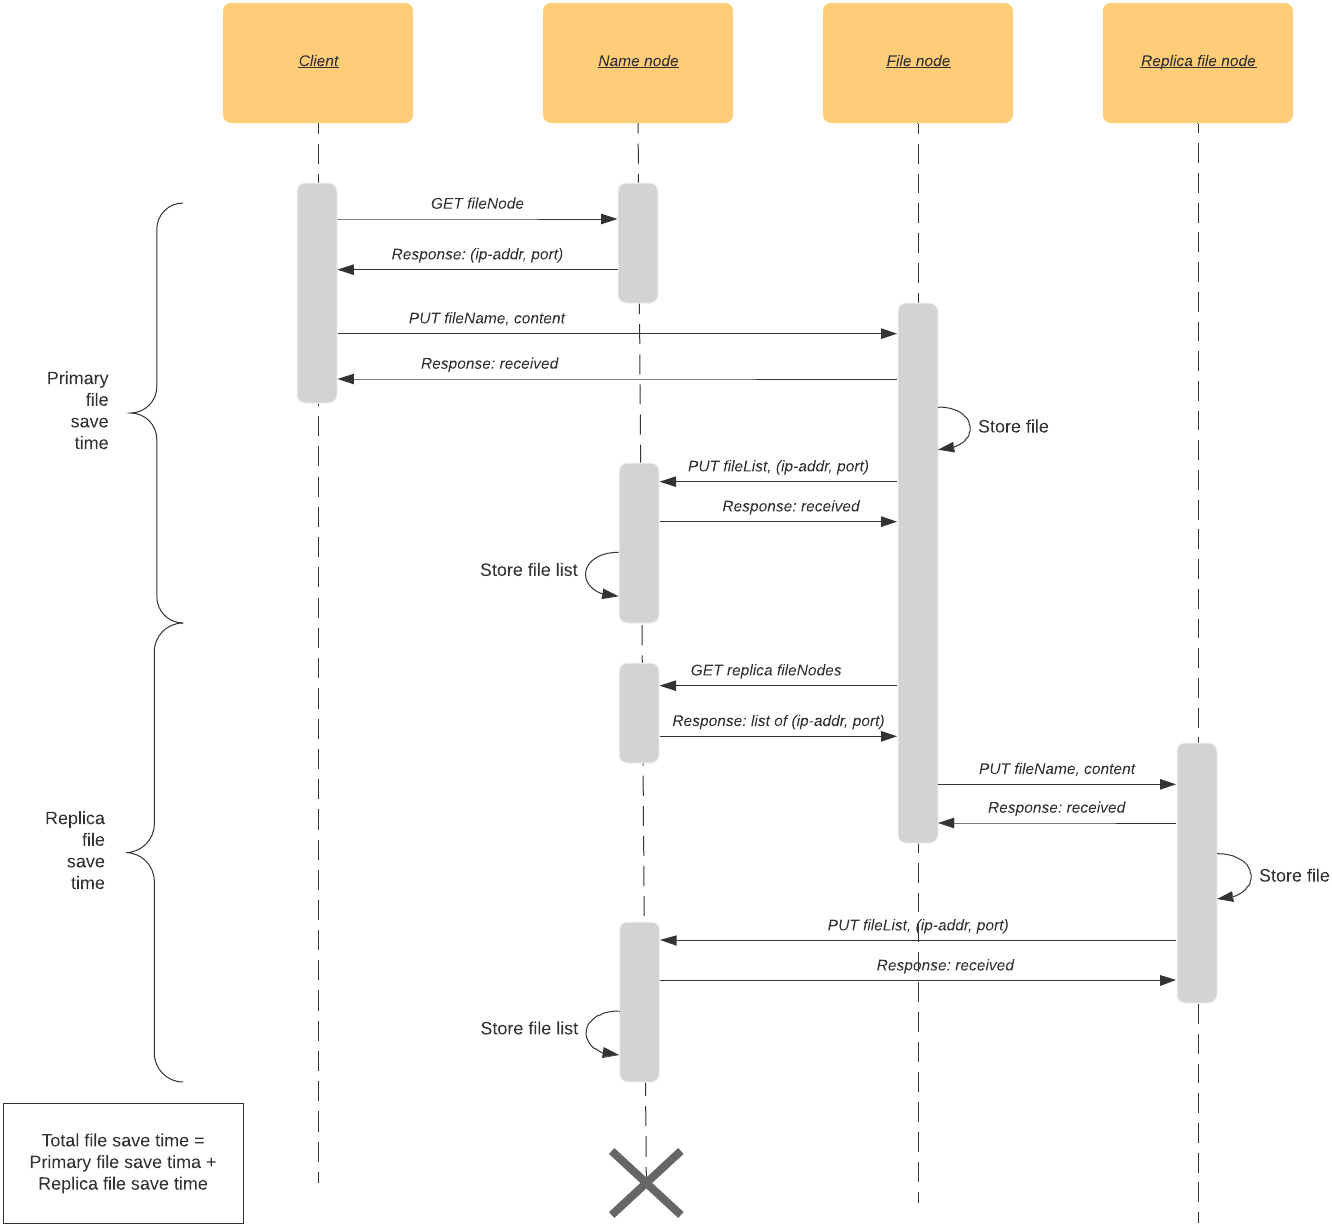 Client
Name node
File node
Replica file node
GET fileNode
Response: (ip-addr, port)
PUT fileName, content
Response: received
Primary
file
save
time
Store file
PUT fileList, (ip-addr, port)
Response: received
Store file list
GET replica fileNodes
Response: list of (ip-addr, port)
PUT fileName, content
Response: received
Replica
file
save
time
Store file
PUT fileList, (ip-addr, port)
Response: received
Store file list
Total file save time =
Primary file save tima +
Replica file save time